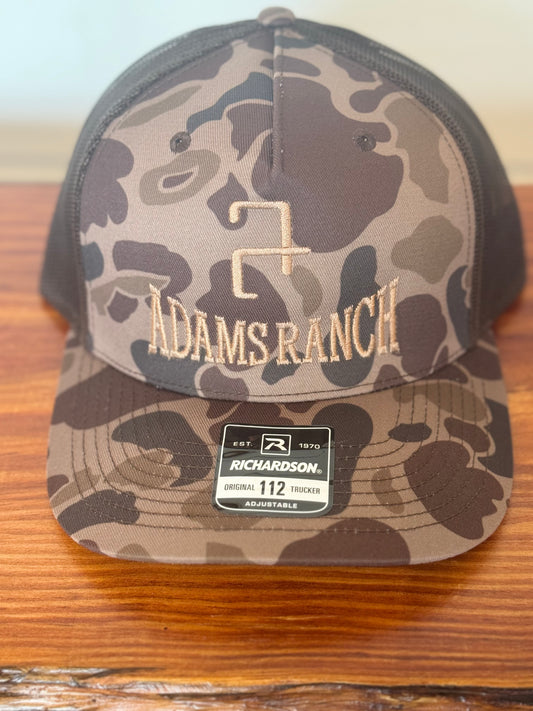 ADAMS RANCH
EST. R 1970
RICHARDSON®
ORIGINAL 112 TRUCKER
ADJUSTABLE